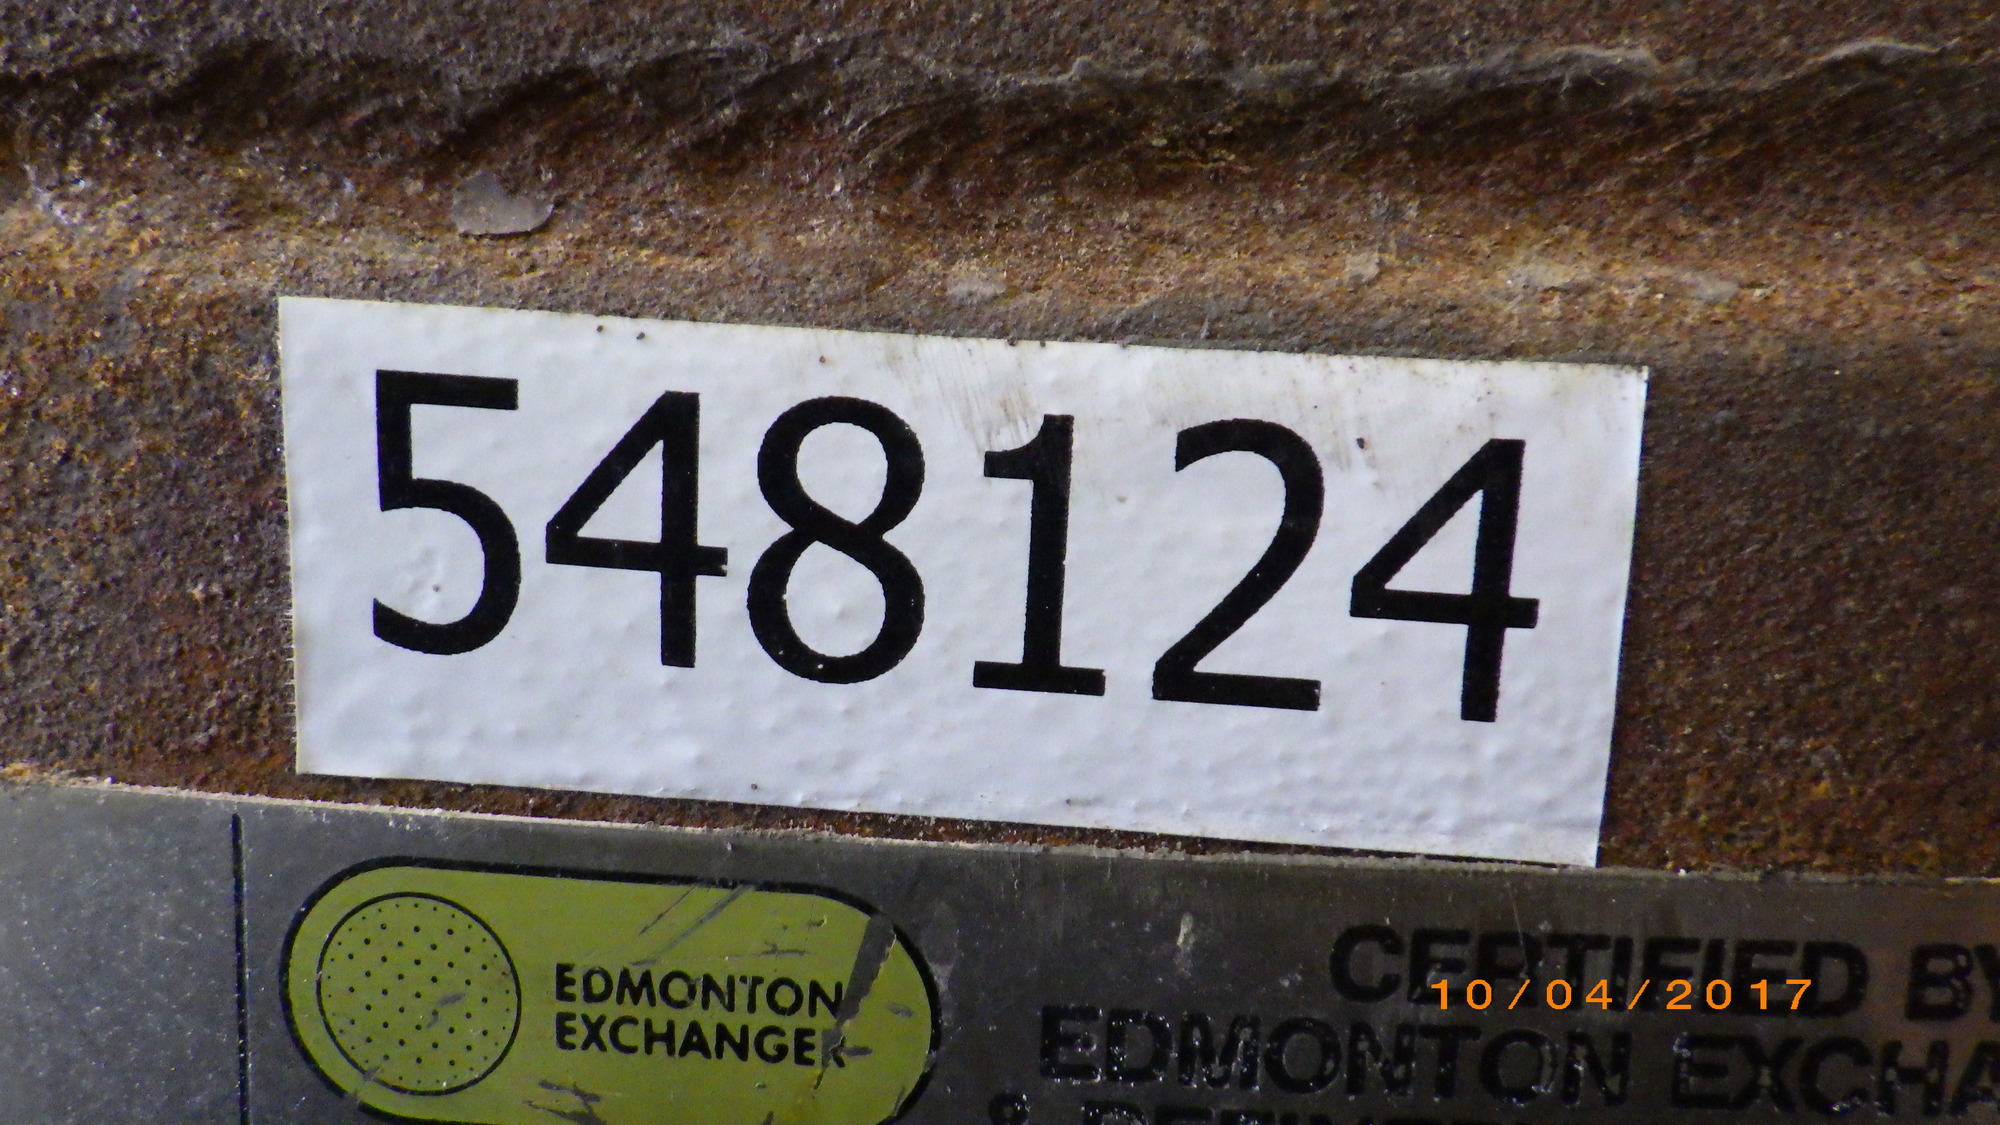 548124
EDMONTON
EXCHANGER
CERTIFIED BY
EDMONTON EXCHA
10/04/2017
&